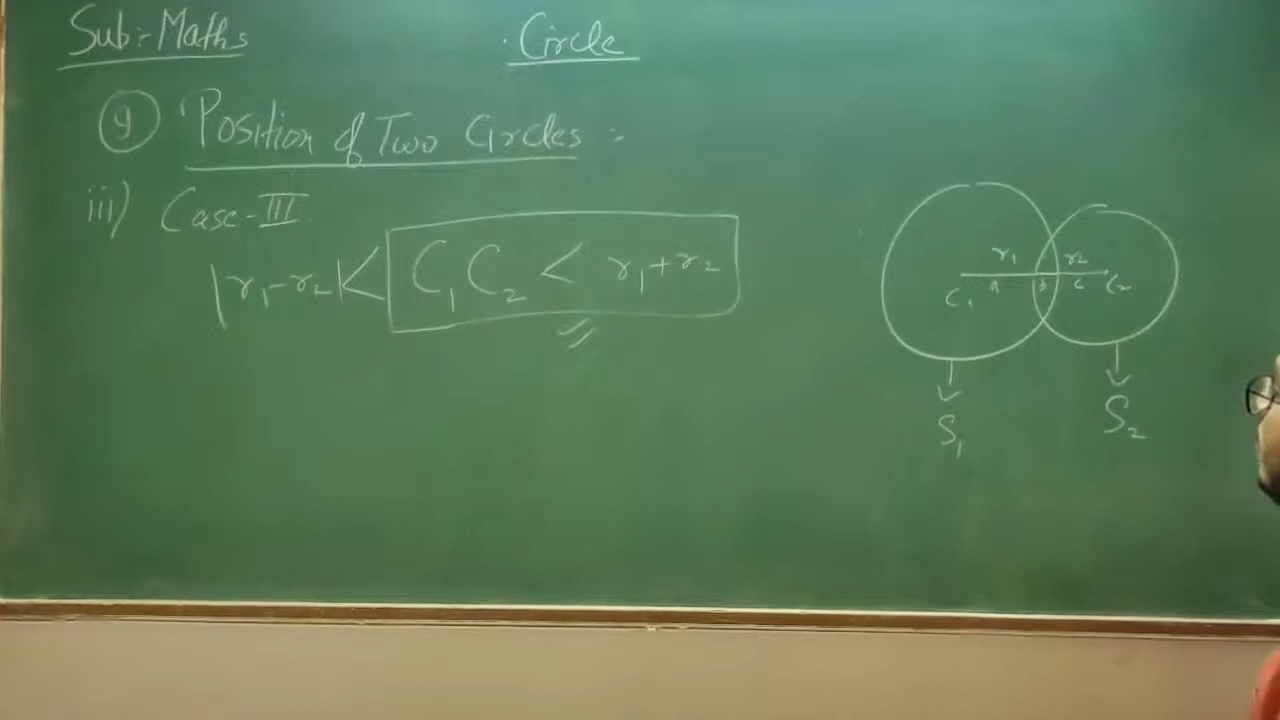 Sub:- Maths
Circle
9 Position of Two Circles :-
iii) Case-III
|r₁-r₂| < C₁C₂ < r₁+r₂
r₁ r₂
C₁ a b c C₂
S₁ S₂